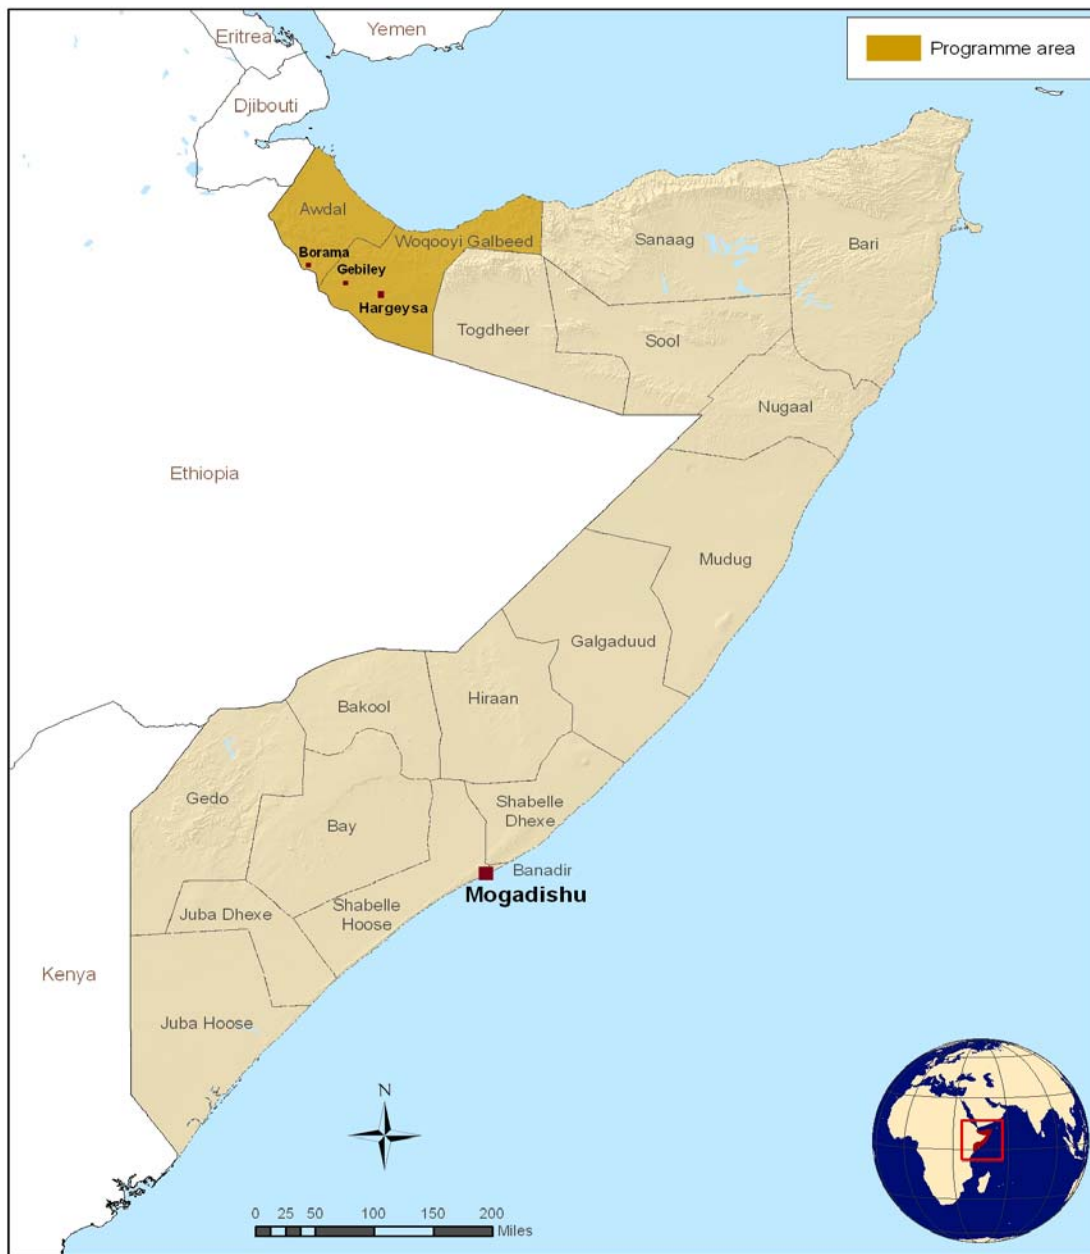 Yemen
Eritrea
Programme area
Djibouti
Awdal
Woqooyi Galbeed
Sanaag
Bari
Borama
Gebiley
Hargeysa
Togdheer
Sool
Nugaal
Ethiopia
Mudug
Galgaduud
Hiraan
Bakool
Gedo
Shabelle
Dhexe
Bay
Banadir
Mogadishu
Shabelle
Hoose
Juba Dhexe
Kenya
Juba Hoose
N
0 25 50 100 150 200
Miles